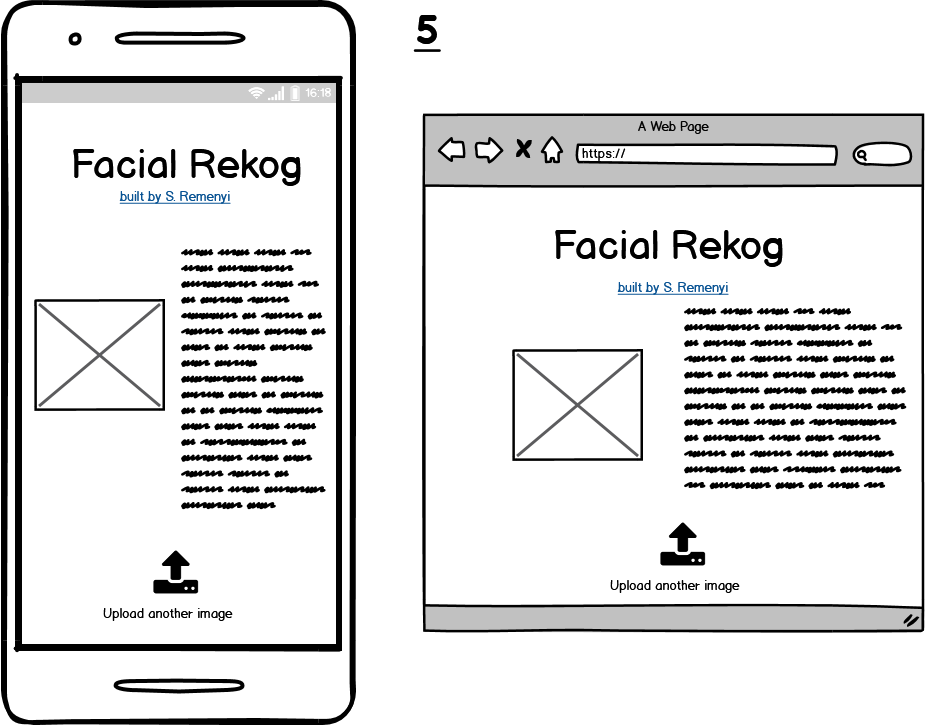 16:18
Facial Rekog
built by S. Remenyi
Upload another image
5
A Web Page
https://
Facial Rekog
built by S. Remenyi
Upload another image